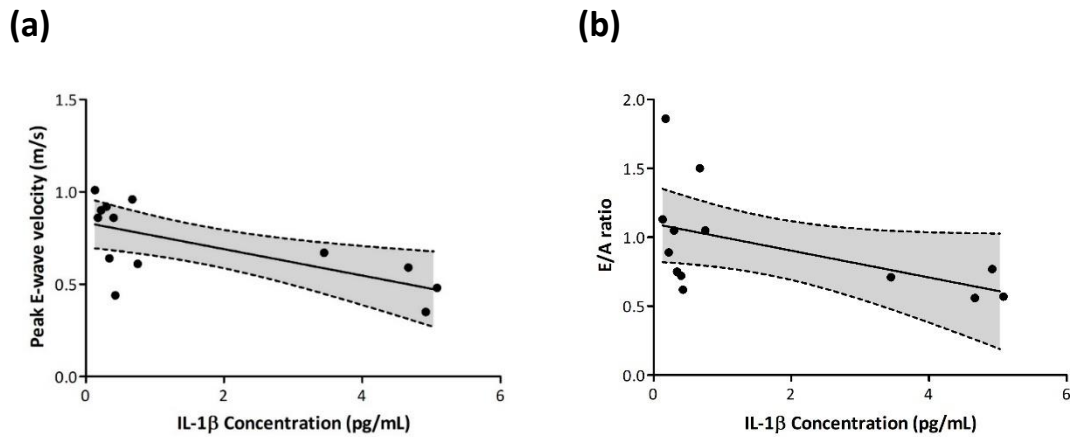 (a)
Peak E-wave velocity (m/s)
1.5
1.0
0.5
0.0
0
2
4
6
IL-1β Concentration (pg/mL)
(b)
E/A ratio
2.0
1.5
1.0
0.5
0.0
0
2
4
6
IL-1β Concentration (pg/mL)